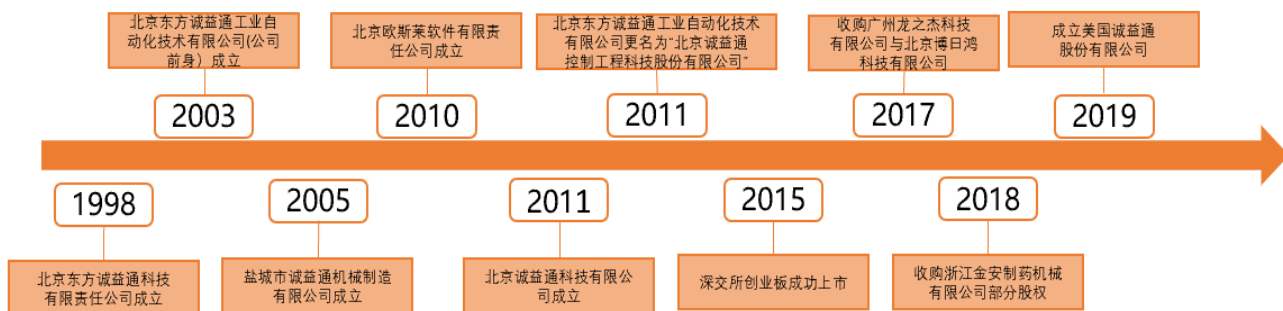 北京东方诚益通工业自
动化技术有限公司(公司
前身）成立
北京欧斯莱软件有限责
任公司成立
北京东方诚益通工业自动化技术
有限公司更名为“北京诚益通
控制工程科技股份有限公司”
收购广州龙之杰科技
有限公司与北京博日鸿
科技有限公司
成立美国诚益通
股份有限公司
2003
2010
2011
2017
2019
1998
2005
2011
2015
2018
北京东方诚益通科技
有限责任公司成立
盐城市诚益通机械制造
有限公司成立
北京诚益通科技有限公
司成立
深交所创业板成功上市
收购浙江金安制药机械
有限公司部分股权